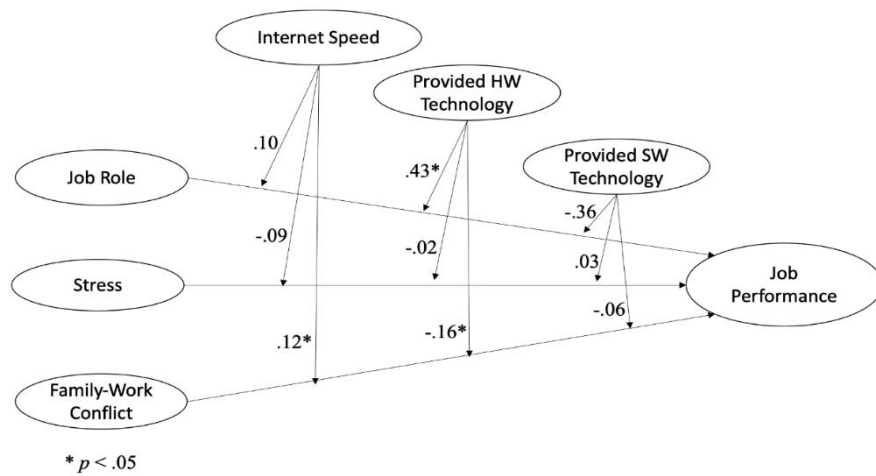 Internet Speed
Provided HW
Technology
Provided SW
Technology
.10
.43*
Job Role
-.36
-.09
-.02
.03
Stress
Job
Performance
.12*
-.16*
-.06
Family-Work
Conflict
* p < .05